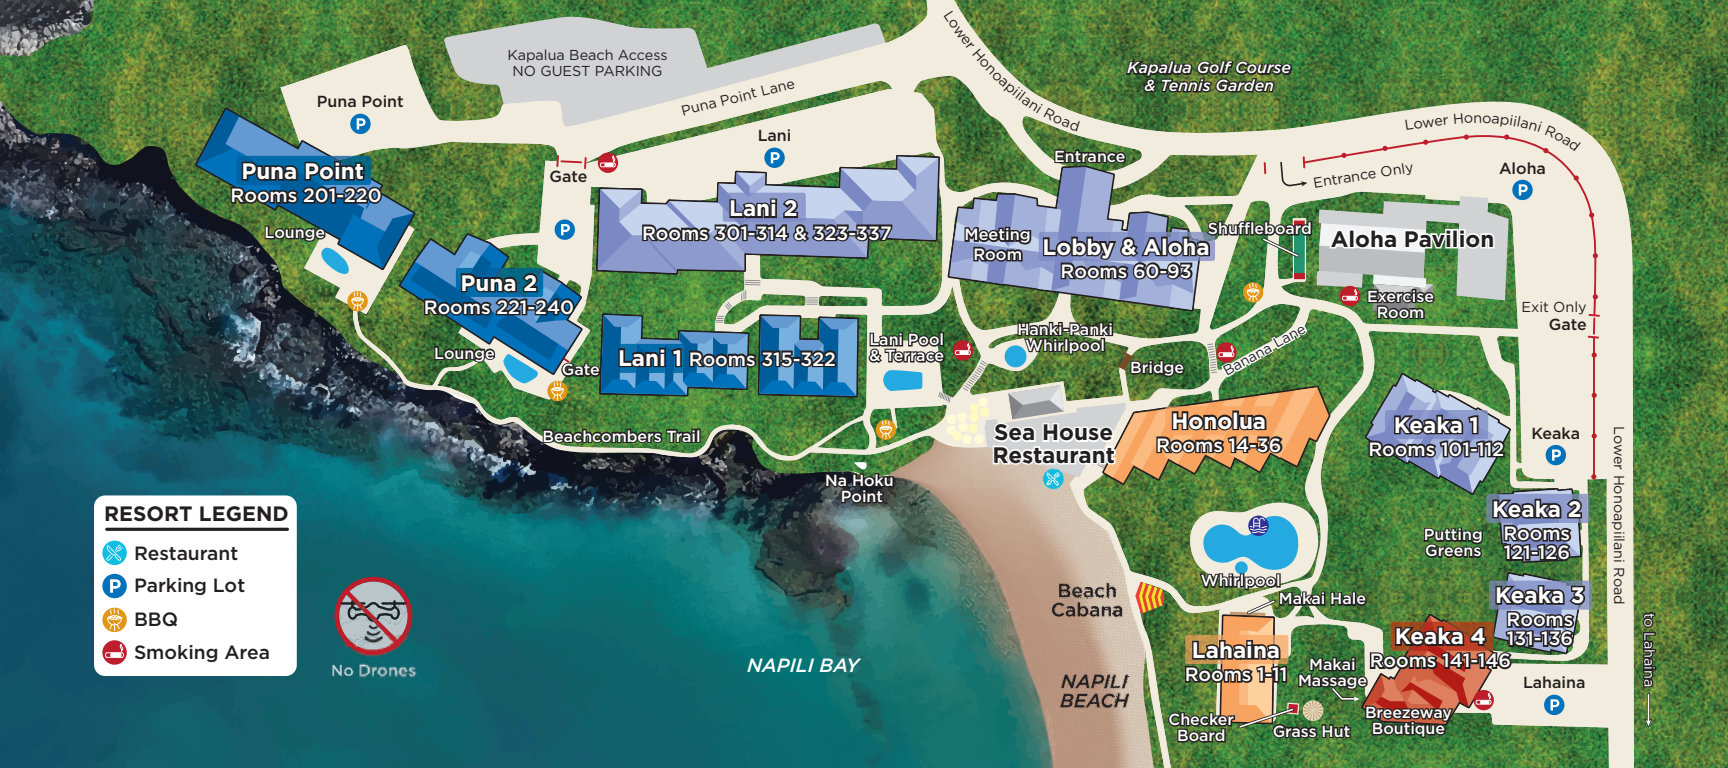 Kapalua Beach Access
NO GUEST PARKING
Puna Point
P
Puna Point Lane
Lower Honoapiilani Road
Kapalua Golf Course
& Tennis Garden
Lower Honoapiilani Road
Lani
P
Entrance
Entrance Only
Aloha
P
Gate
Puna Point
Rooms 201-220
Lounge
P
Lani 2
Rooms 301-314 & 323-337
Meeting
Room
Lobby & Aloha
Rooms 60-93
Shuffleboard
Aloha Pavilion
Exercise
Room
Exit Only
Gate
Puna 2
Rooms 221-240
Lounge
Gate
Lani 1 Rooms 315-322
Lani Pool
& Terrace
Hanki-Panki
Whirlpool
Bridge
Banana Lane
Beachcombers Trail
Sea House
Restaurant
Honolua
Rooms 14-36
Keaka 1
Rooms 101-112
Keaka
P
Lower Honoapiilani Road
Na Hoku
Point
Keaka 2
Rooms
121-126
Putting
Greens
Whirlpool
Beach
Cabana
Makai Hale
Keaka 3
Rooms
131-136
to Lahaina
Lahaina
Rooms 1-11
Makai
Massage
Keaka 4
Rooms 141-146
Lahaina
P
Checker
Board
Grass Hut
Breezeway
Boutique
NAPILI BAY
NAPILI
BEACH
RESORT LEGEND
Restaurant
P Parking Lot
BBQ
Smoking Area
No Drones